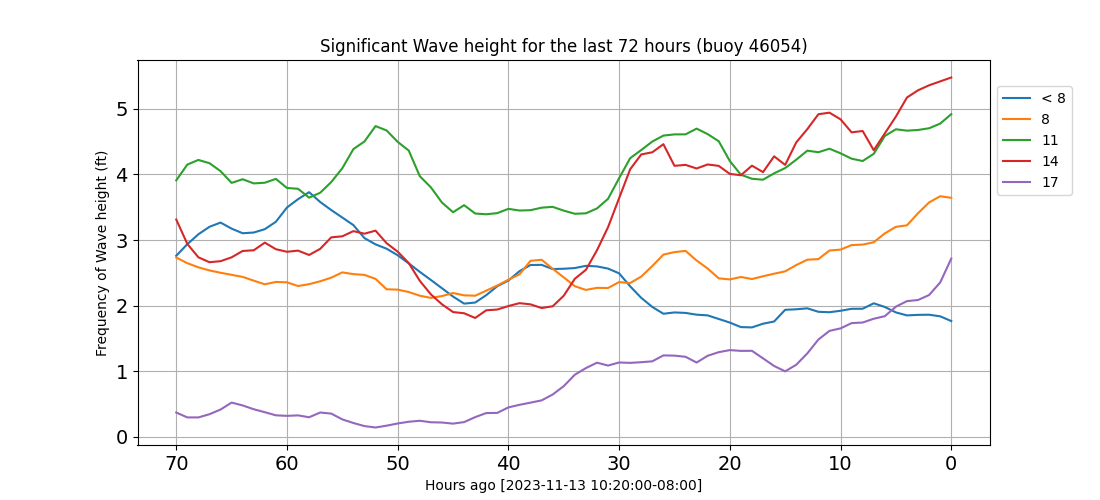 Significant Wave height for the last 72 hours (buoy 46054)
Frequency of Wave height (ft)
5
4
3
2
1
0
70 60 50 40 30 20 10 0
Hours ago [2023-11-13 10:20:00-08:00]
< 8
8
11
14
17